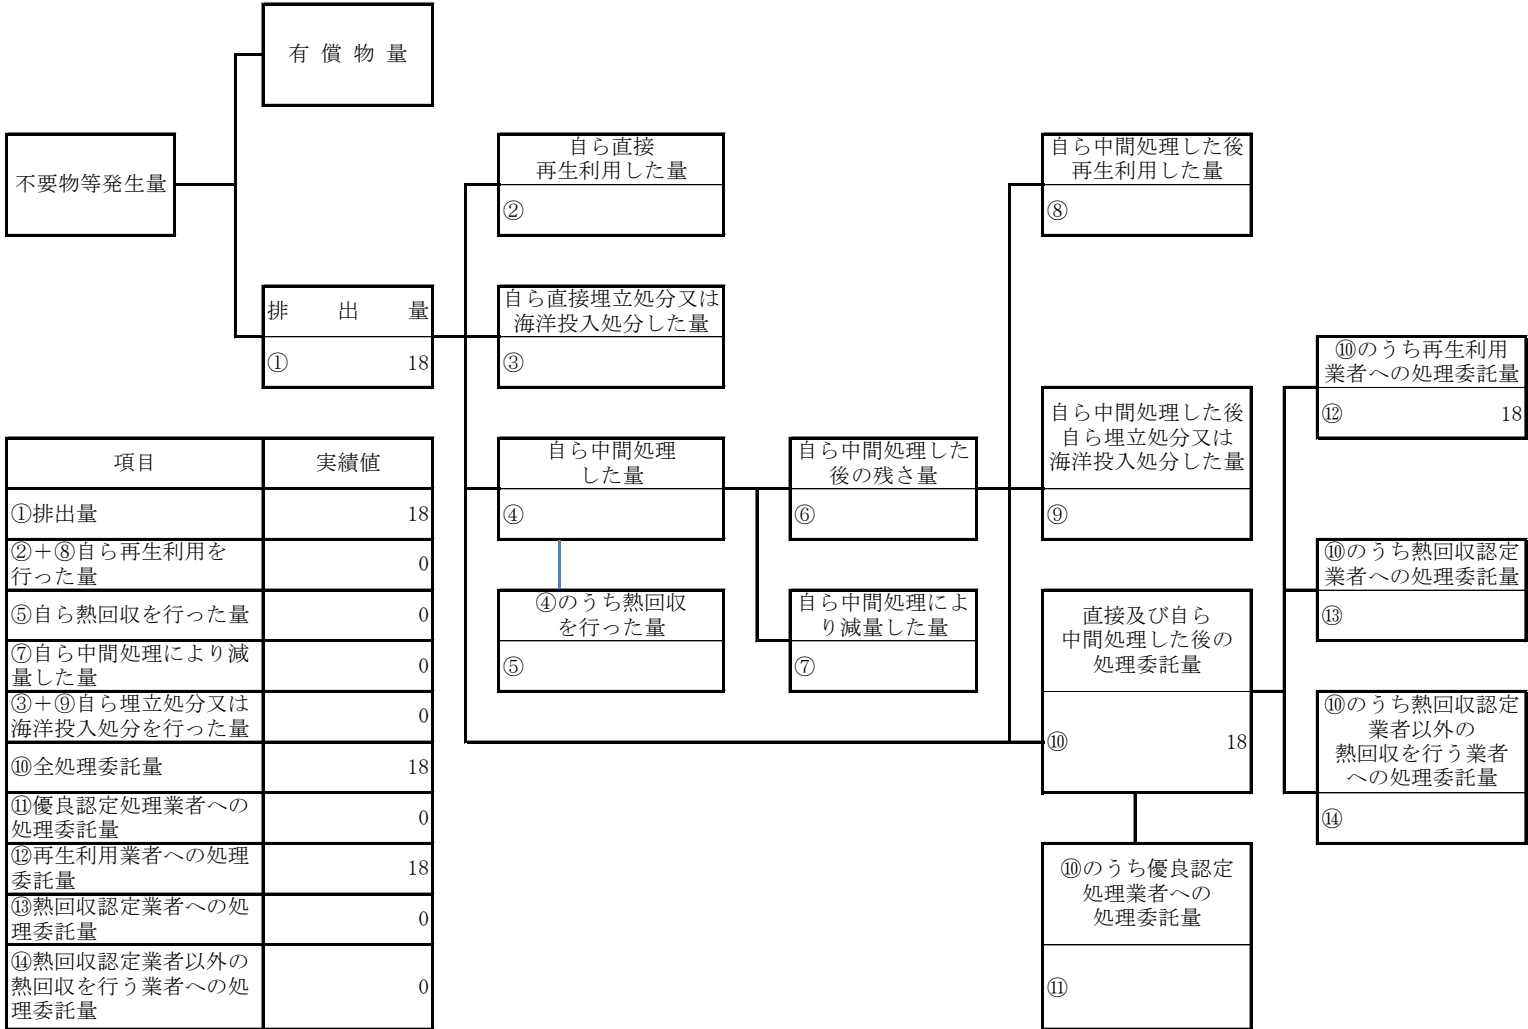 有 償 物 量
不要物等発生量
自ら直接
再生利用した量
②
自ら中間処理した後
再生利用した量
⑧
排 出 量
① 18
自ら直接埋立処分又は
海洋投入処分した量
③
⑩のうち再生利用
業者への処理委託量
⑫ 18
自ら中間処理
した量
④
自ら中間処理した
後の残さ量
⑥
自ら中間処理した後
自ら埋立処分又は
海洋投入処分した量
⑨
⑩のうち熱回収認定
業者への処理委託量
⑬
④のうち熱回収
を行った量
⑤
自ら中間処理によ
り減量した量
⑦
直接及び自ら
中間処理した後の
処理委託量
⑩ 18
⑩のうち熱回収認定
業者以外の
熱回収を行う業者
への処理委託量
⑭
⑩のうち優良認定
処理業者への
処理委託量
⑪
項目 実績値
①排出量 18
②＋⑧自ら再生利用を
行った量 0
⑤自ら熱回収を行った量 0
⑦自ら中間処理により減
量した量 0
③＋⑨自ら埋立処分又は
海洋投入処分を行った量 0
⑩全処理委託量 18
⑪優良認定処理業者への
処理委託量 0
⑫再生利用業者への処理
委託量 18
⑬熱回収認定業者への処
理委託量 0
⑭熱回収認定業者以外の
熱回収を行う業者への処
理委託量 0